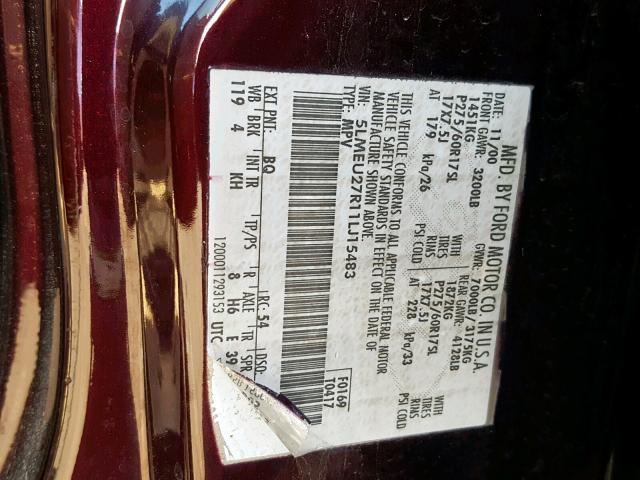 MFD. BY FORD MOTOR CO. IN U.S.A.
11/00 GVWR: 7000LB/3175KG
FRONT GAWR: 3200LB REAR GAWR: 4128LB
1451KG WITH 1872KG WITH
P275/60R17SL TIRES P275/60R17SL TIRES
17X7.5J RIMS 17X7.5J RIMS
AT 179 kPa/26 PSI COLD AT 228 kPa/33 PSI COLD
THIS VEHICLE CONFORMS TO ALL APPLICABLE FEDERAL MOTOR
VEHICLE SAFETY STANDARDS IN EFFECT ON THE DATE OF
MANUFACTURE SHOWN ABOVE.
VIN: 5LMEU27R11LJ15483 F0169
MPV T0417
EXT PNT: BQ RC: 54 DSO:
WB BRK INT TR TP/PS R AXLE TR SPR
119 4 KH 8 H6 E 39
1200011293153 UTC